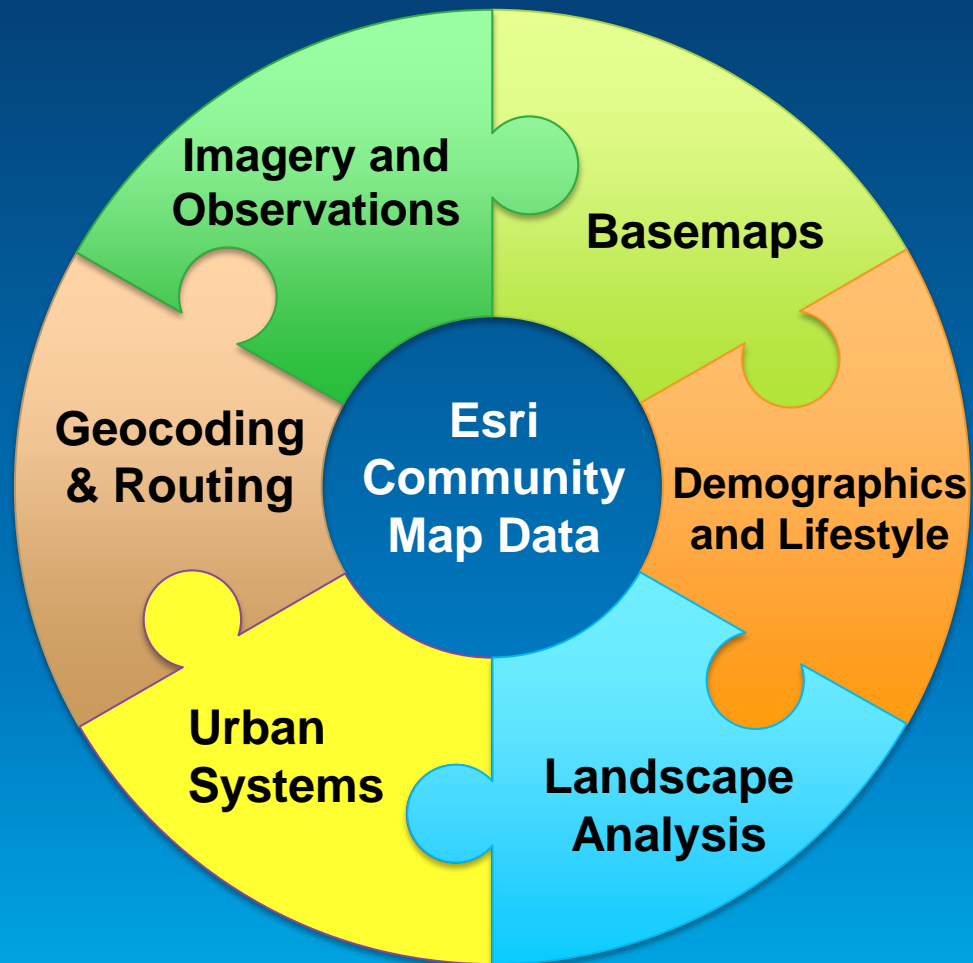 Imagery and
Observations
Basemaps
Geocoding
& Routing
Esri
Community
Map Data
Demographics
and Lifestyle
Urban
Systems
Landscape
Analysis